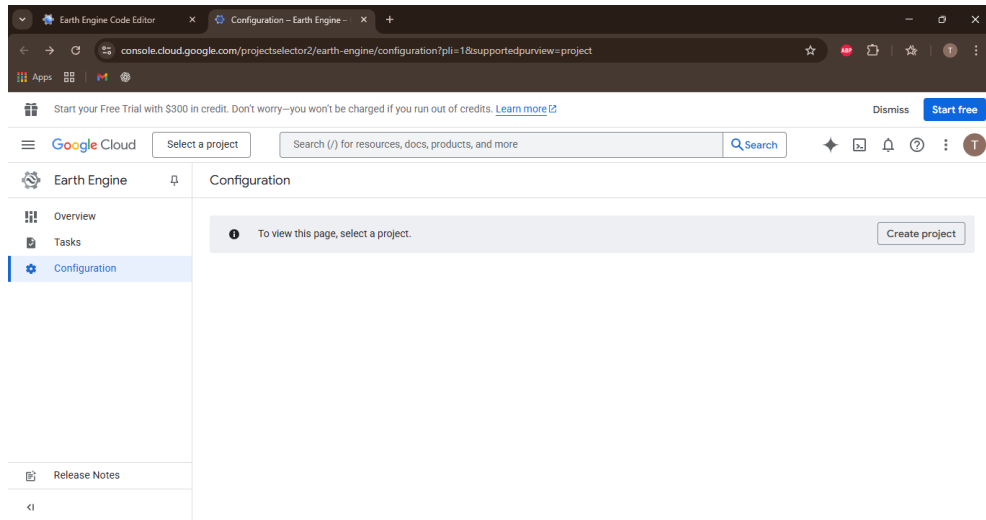 Earth Engine Code Editor
Configuration – Earth Engine –
console.cloud.google.com/projectselector2/earth-engine/configuration?pli=1&supportedpurview=project
ABP
T
Apps
Start your Free Trial with $300 in credit. Don't worry—you won't be charged if you run out of credits. Learn more
Dismiss
Start free
Google Cloud
Select a project
Search (/) for resources, docs, products, and more
Search
T
Earth Engine
Configuration
Overview
Tasks
Configuration
To view this page, select a project.
Create project
Release Notes